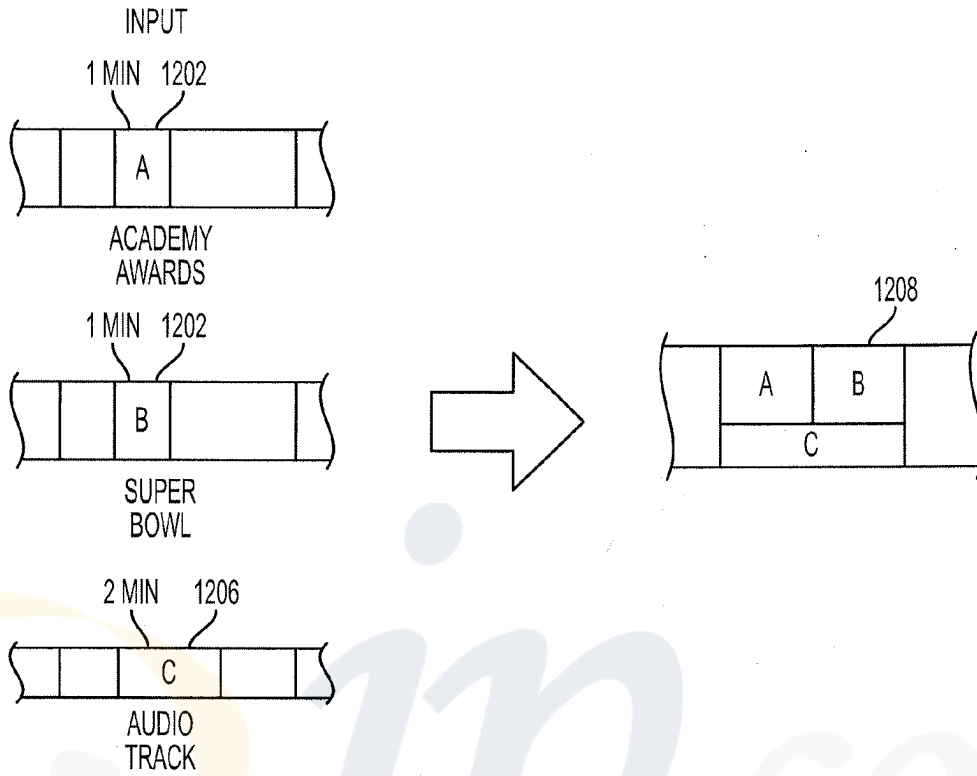 INPUT
1 MIN 1202
A
ACADEMY
AWARDS
1 MIN 1202
B
SUPER
BOWL
2 MIN 1206
C
AUDIO
TRACK
1208
A B
C